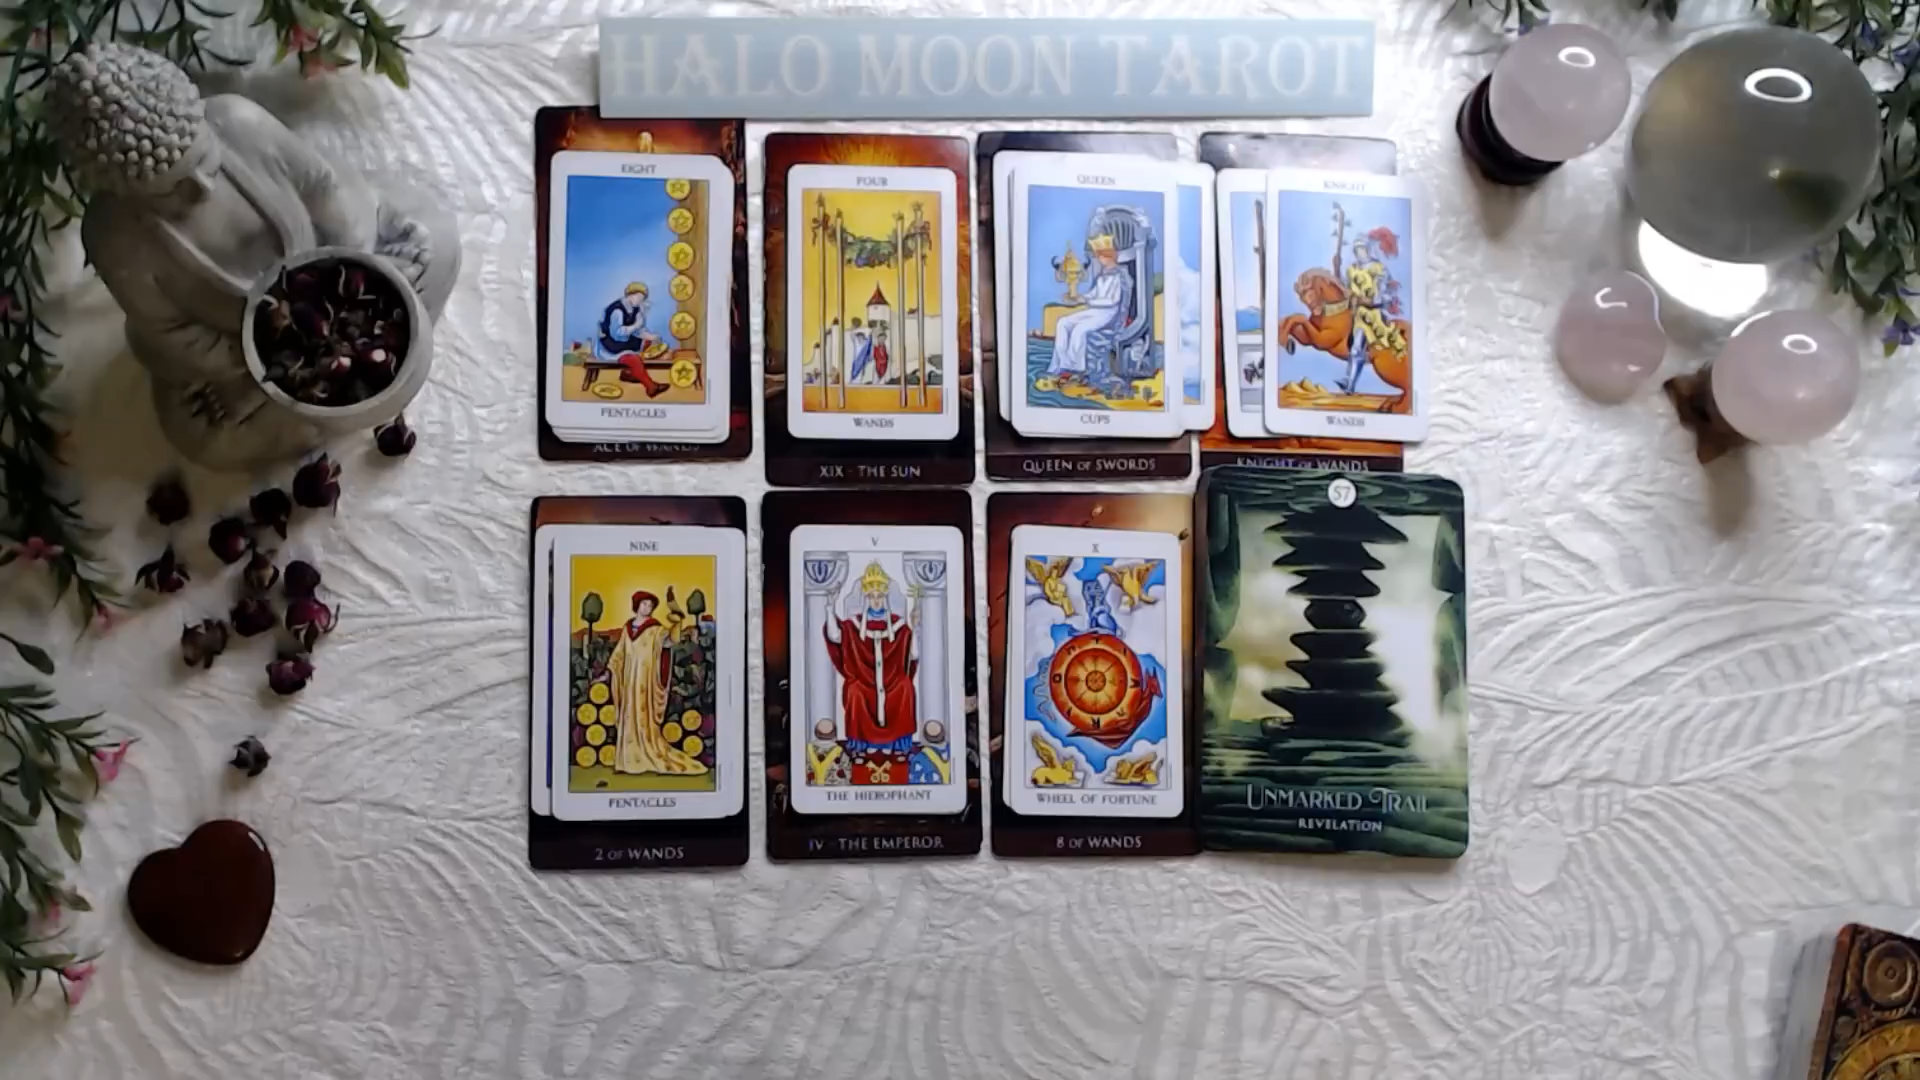 HALO MOON TAROT
EIGHT
PENTACLES
ACE OF WANDS
FOUR
WANDS
XIX - THE SUN
QUEEN
CUPS
QUEEN OF SWORDS
KNIGHT
WANDS
KNIGHT OF WANDS
NINE
PENTACLES
2 OF WANDS
V
THE HIEROPHANT
IV - THE EMPEROR
X
WHEEL OF FORTUNE
8 OF WANDS
57
UNMARKED TRAIL
REVELATION